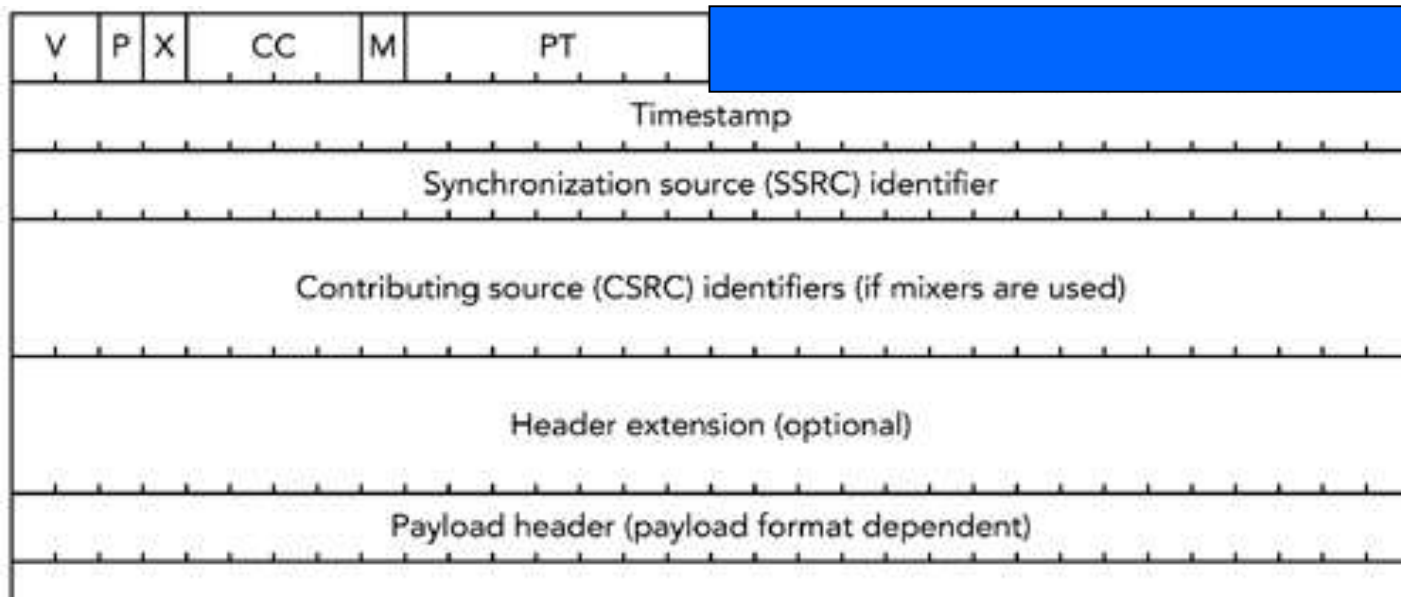 V P X CC M PT
Timestamp
Synchronization source (SSRC) identifier
Contributing source (CSRC) identifiers (if mixers are used)
Header extension (optional)
Payload header (payload format dependent)